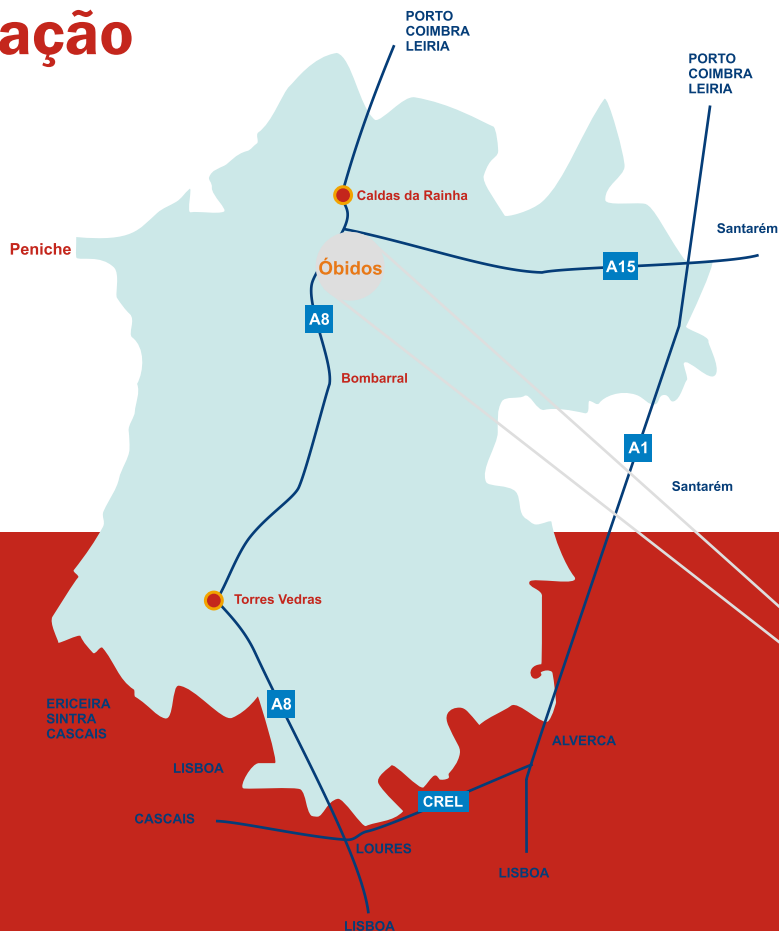 ação
PORTO
COIMBRA
LEIRIA
PORTO
COIMBRA
LEIRIA
Caldas da Rainha
Santarém
Peniche
Óbidos
A15
A8
Bombarral
A1
Santarém
Torres Vedras
A8
ERICEIRA
SINTRA
CASCAIS
ALVERCA
LISBOA
CREL
CASCAIS
LOURES
LISBOA
LISBOA